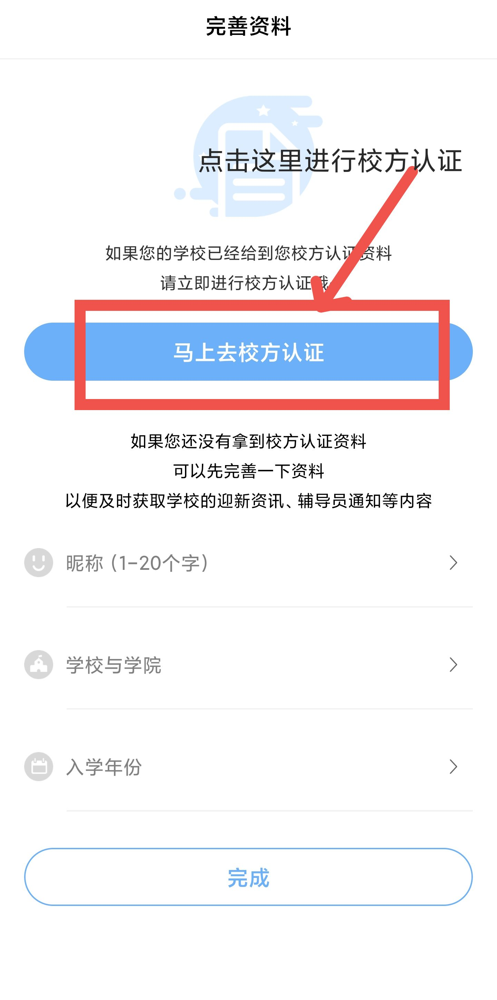 完善资料
点击这里进行校方认证
如果您的学校已经给到您校方认证资料
请立即进行校方认证
马上去校方认证
如果您还没有拿到校方认证资料
可以先完善一下资料
以便及时获取学校的迎新资讯、辅导员通知等内容
昵称（1-20个字）
学校与学院
入学年份
完成